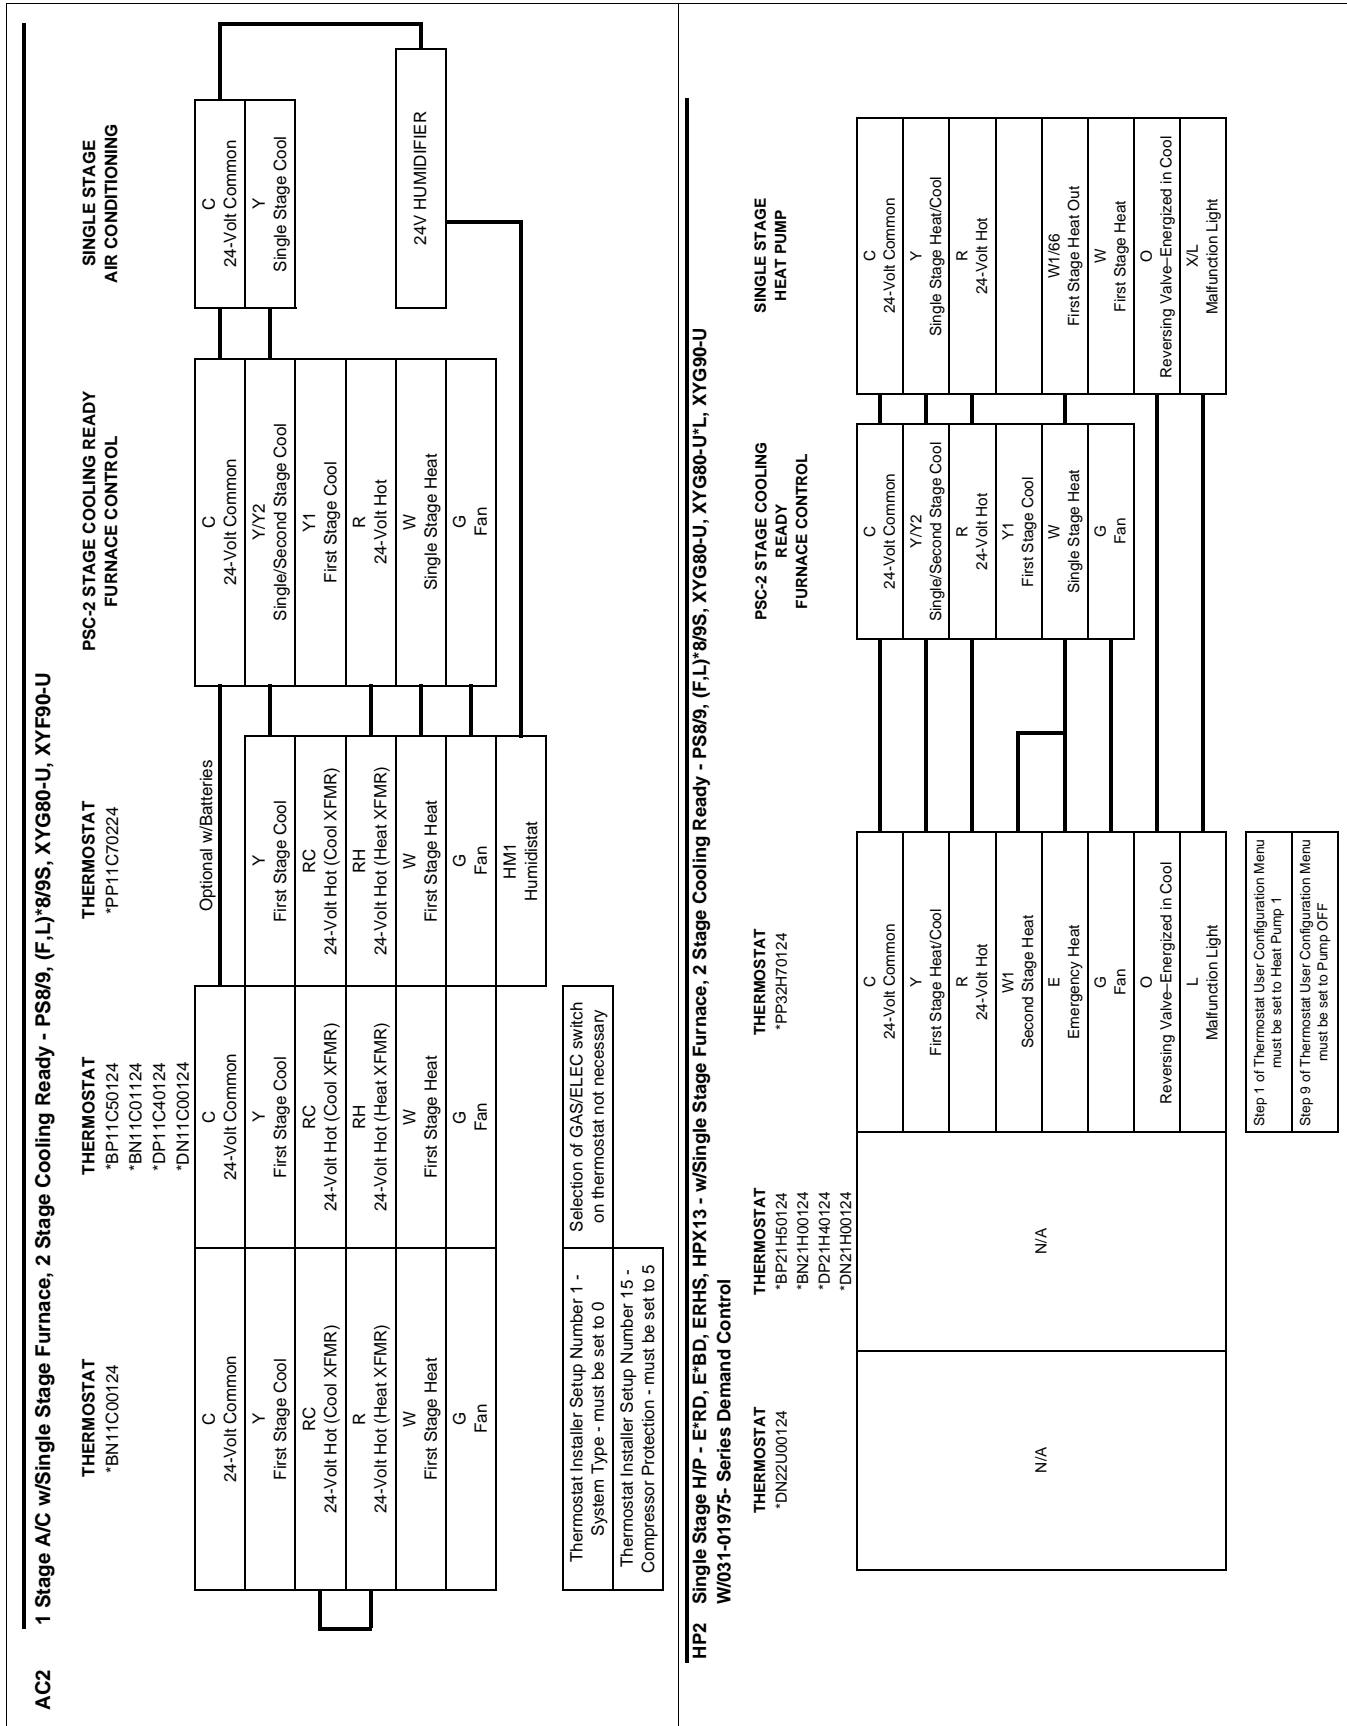 AC2 1 Stage A/C w/Single Stage Furnace, 2 Stage Cooling Ready - PS8/9, (F,L)*8/9S, XYG80-U, XYF90-U
THERMOSTAT
*BN11C00124
C
24-Volt Common
Y
First Stage Cool
RC
24-Volt Hot (Cool XFMR)
R
24-Volt Hot (Heat XFMR)
W
First Stage Heat
G
Fan
Thermostat Installer Setup Number 1 -
System Type - must be set to 0
Thermostat Installer Setup Number 15 -
Compressor Protection - must be set to 5
THERMOSTAT
*BP11C50124
*BN11C01124
*DP11C40124
*DN11C00124
C
24-Volt Common
Y
First Stage Cool
RC
24-Volt Hot (Cool XFMR)
RH
24-Volt Hot (Heat XFMR)
W
First Stage Heat
G
Fan
Selection of GAS/ELEC switch
on thermostat not necessary
THERMOSTAT
*PP11C70224
Optional w/Batteries
Y
First Stage Cool
RC
24-Volt Hot (Cool XFMR)
RH
24-Volt Hot (Heat XFMR)
W
First Stage Heat
G
Fan
HM1
Humidistat
PSC-2 STAGE COOLING READY
FURNACE CONTROL
C
24-Volt Common
Y/Y2
Single/Second Stage Cool
Y1
First Stage Cool
R
24-Volt Hot
W
Single Stage Heat
G
Fan
SINGLE STAGE
AIR CONDITIONING
C
24-Volt Common
Y
Single Stage Cool
24V HUMIDIFIER
HP2 Single Stage H/P - E*RD, E*BD, ERHS, HPX13 - w/Single Stage Furnace, 2 Stage Cooling Ready - PS8/9, (F,L)*8/9S, XYG80-U, XYG80-U*L, XYG90-U
W/031-01975- Series Demand Control
THERMOSTAT
*DN22U00124
N/A
THERMOSTAT
*BP21H50124
*BN21H00124
*DP21H40124
*DN21H00124
N/A
THERMOSTAT
*PP32H70124
C
24-Volt Common
Y
First Stage Heat/Cool
R
24-Volt Hot
W1
Second Stage Heat
E
Emergency Heat
G
Fan
O
Reversing Valve–Energized in Cool
L
Malfunction Light
Step 1 of Thermostat User Configuration Menu
must be set to Heat Pump 1
Step 9 of Thermostat User Configuration Menu
must be set to Pump OFF
PSC-2 STAGE COOLING
READY
FURNACE CONTROL
C
24-Volt Common
Y/Y2
Single/Second Stage Cool
R
24-Volt Hot
Y1
First Stage Cool
W
Single Stage Heat
G
Fan
SINGLE STAGE
HEAT PUMP
C
24-Volt Common
Y
Single Stage Heat/Cool
R
24-Volt Hot
W1/66
First Stage Heat Out
W
First Stage Heat
O
Reversing Valve–Energized in Cool
X/L
Malfunction Light